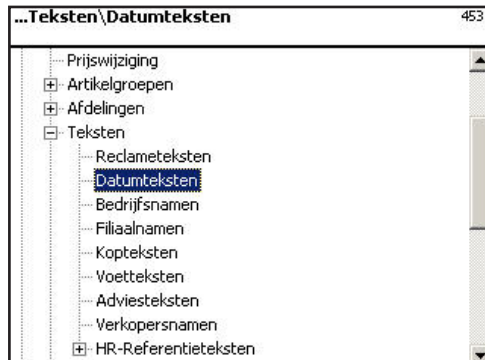 ...Teksten\Datumteksten 453
Prijswijziging
Artikelgroepen
Afdelingen
Teksten
Reclameteksten
Datumteksten
Bedrijfsnamen
Filiaalnamen
Kopteksten
Voetteksten
Adviesteksten
Verkopersnamen
HR-Referentieteksten